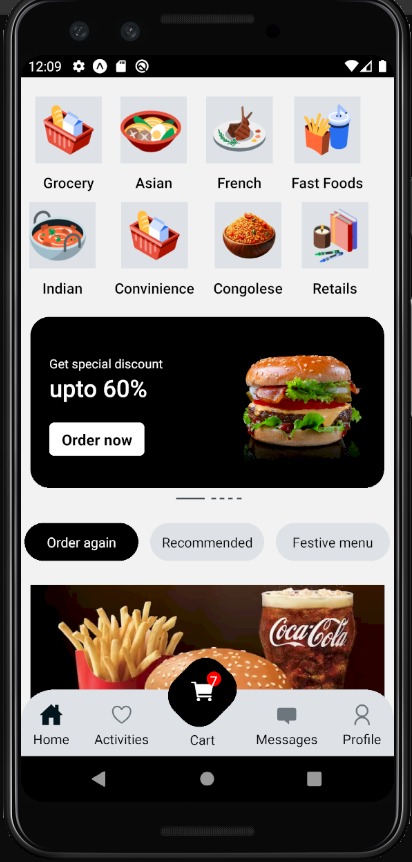 12:09
Grocery Asian French Fast Foods
Indian Convinience Congolese Retails
Get special discount
upto 60%
Order now
Order again Recommended Festive menu
Coca-Cola
7
Home Activities Cart Messages Profile